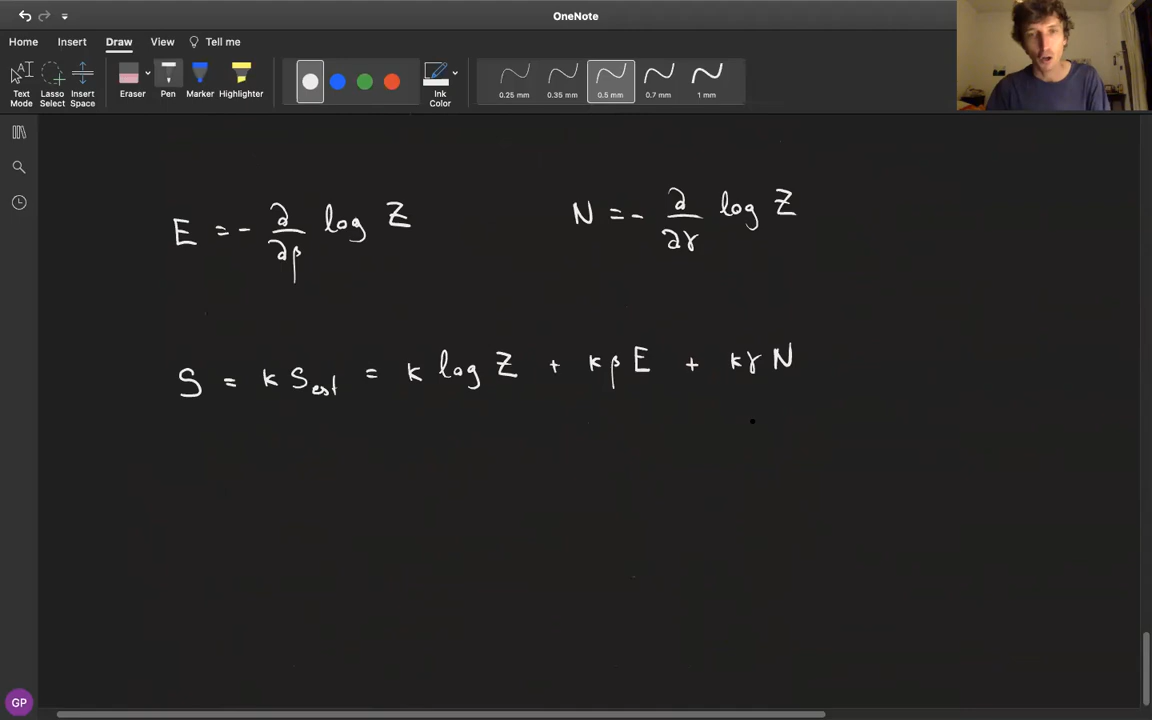 OneNote
Home Insert Draw View Tell me
Text Mode Lasso Select Insert Space Eraser Pen Marker Highlighter Ink Color 0.25 mm 0.35 mm 0.5 mm 0.7 mm 1 mm
E = - ∂/∂β log Z N = - ∂/∂γ log Z
S = k S_est = k log Z + kβE + kγN
GP